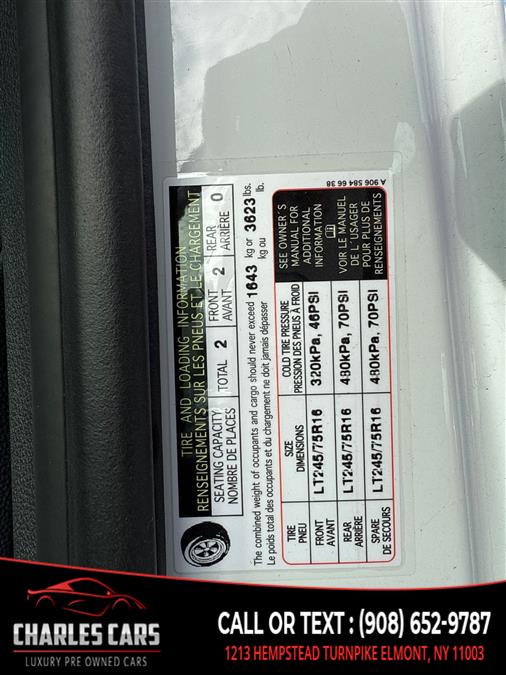 TIRE AND LOADING INFORMATION
RENSEIGNEMENTS SUR LES PNEUS ET LE CHARGEMENT
SEATING CAPACITY
NOMBRE DE PLACES
TOTAL 2
FRONT
AVANT 2
REAR
ARRIÈRE 0
The combined weight of occupants and cargo should never exceed 1643 kg or 3623 lbs.
Le poids total des occupants et du chargement ne doit jamais dépasser kg ou lb.
TIRE
PNEU
SIZE
DIMENSIONS
COLD TIRE PRESSURE
PRESSION DES PNEUS À FROID
FRONT
AVANT
LT245/75R16
320kPa, 46PSI
REAR
ARRIÈRE
LT245/75R16
480kPa, 70PSI
SPARE
DE SECOURS
LT245/75R16
480kPa, 70PSI
SEE OWNER'S
MANUAL FOR
ADDITIONAL
INFORMATION
VOIR LE MANUEL
DE L'USAGER
POUR PLUS DE
RENSEIGNEMENTS
A 906 584 66 38
CHARLES CARS
LUXURY PRE OWNED CARS
CALL OR TEXT : (908) 652-9787
1213 HEMPSTEAD TURNPIKE ELMONT, NY 11003